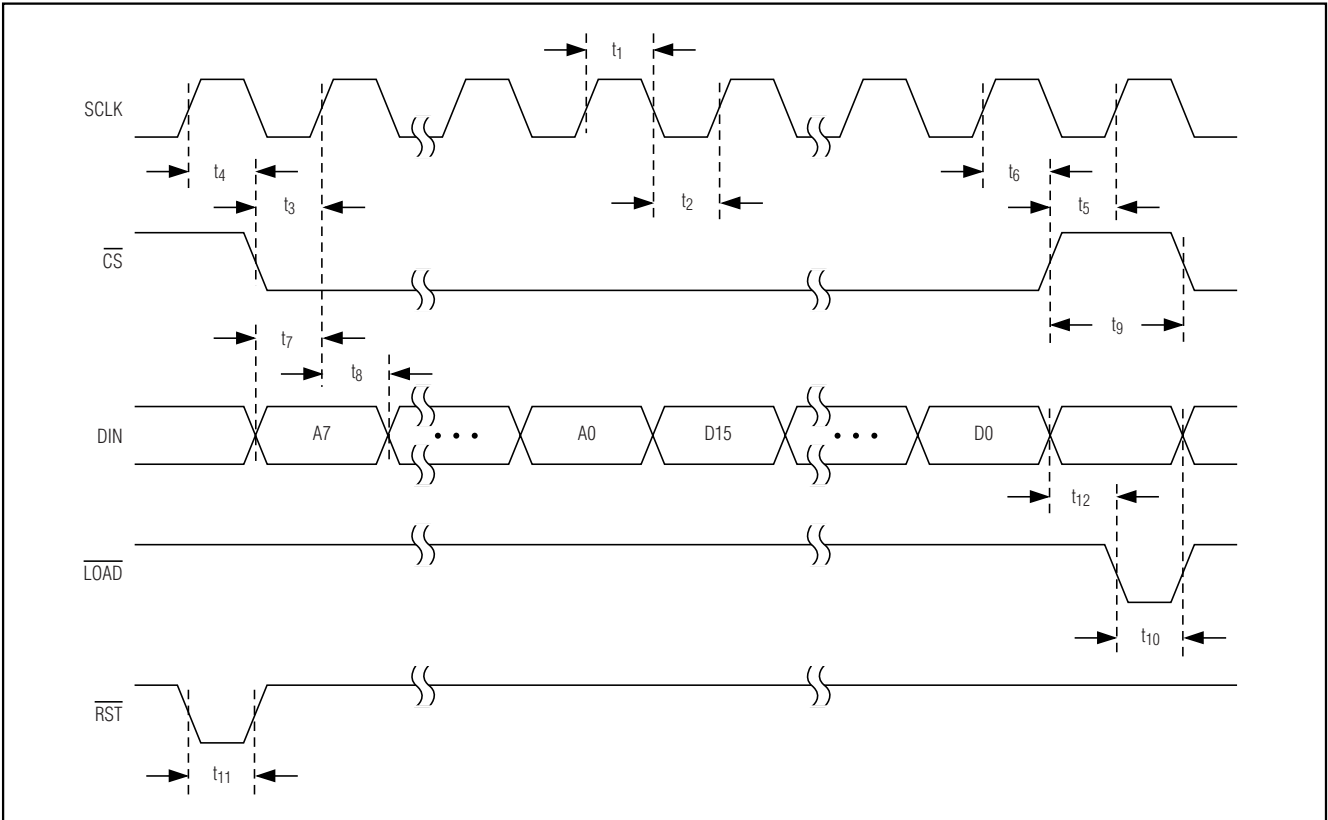 t1
SCLK
t4
t6
t3
t2
t5
CS
t7
t9
t8
DIN
A7
• • •
A0
D15
• • •
D0
t12
LOAD
t10
RST
t11